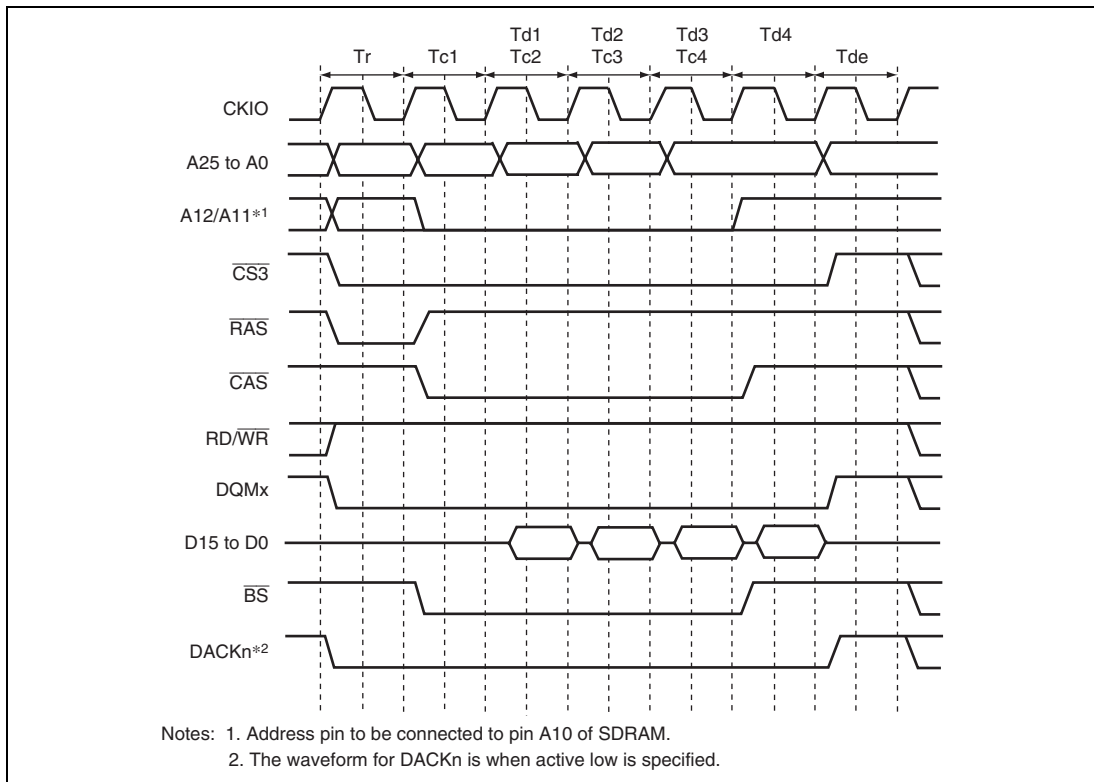 Td1 Td2 Td3 Td4
Tr Tc1 Tc2 Tc3 Tc4 Tde
CKIO
A25 to A0
A12/A11*1
CS3
RAS
CAS
RD/WR
DQMx
D15 to D0
BS
DACKn*2
Notes: 1. Address pin to be connected to pin A10 of SDRAM.
2. The waveform for DACKn is when active low is specified.